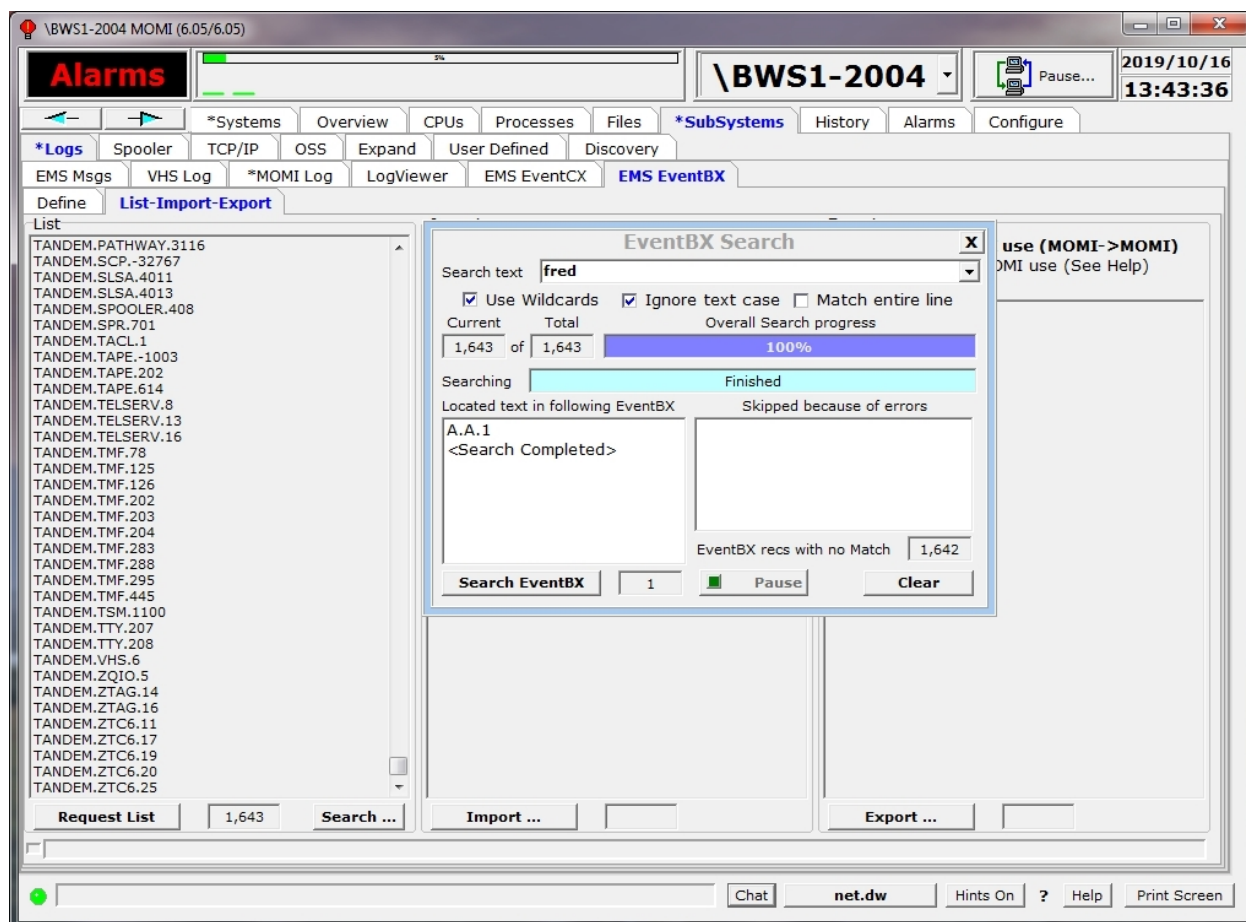 \BWS1-2004 MOMI (6.05/6.05)
Alarms
5%
\BWS1-2004
Pause...
2019/10/16
13:43:36
*Systems Overview CPUs Processes Files *SubSystems History Alarms Configure
*Logs Spooler TCP/IP OSS Expand User Defined Discovery
EMS Msgs VHS Log *MOMI Log LogViewer EMS EventCX EMS EventBX
Define List-Import-Export
List
TANDEM.PATHWAY.3116
TANDEM.SCP.-32767
TANDEM.SLSA.4011
TANDEM.SLSA.4013
TANDEM.SPOOLER.408
TANDEM.SPR.701
TANDEM.TACL.1
TANDEM.TAPE.-1003
TANDEM.TAPE.202
TANDEM.TAPE.614
TANDEM.TELSERV.8
TANDEM.TELSERV.13
TANDEM.TELSERV.16
TANDEM.TMF.78
TANDEM.TMF.125
TANDEM.TMF.126
TANDEM.TMF.202
TANDEM.TMF.203
TANDEM.TMF.204
TANDEM.TMF.283
TANDEM.TMF.288
TANDEM.TMF.295
TANDEM.TMF.445
TANDEM.TSM.1100
TANDEM.TTY.207
TANDEM.TTY.208
TANDEM.VHS.6
TANDEM.ZQIO.5
TANDEM.ZTAG.14
TANDEM.ZTAG.16
TANDEM.ZTC6.11
TANDEM.ZTC6.17
TANDEM.ZTC6.19
TANDEM.ZTC6.20
TANDEM.ZTC6.25
Request List 1,643 Search ...
EventBX Search X
Search text fred
Use Wildcards Ignore text case Match entire line
Current Total Overall Search progress
1,643 of 1,643 100%
Searching Finished
Located text in following EventBX Skipped because of errors
A.A.1
<Search Completed>
EventBX recs with no Match 1,642
Search EventBX 1 Pause Clear
use (MOMI->MOMI)
use (See Help)
Import ...
Export ...
Chat net.dw Hints On ? Help Print Screen